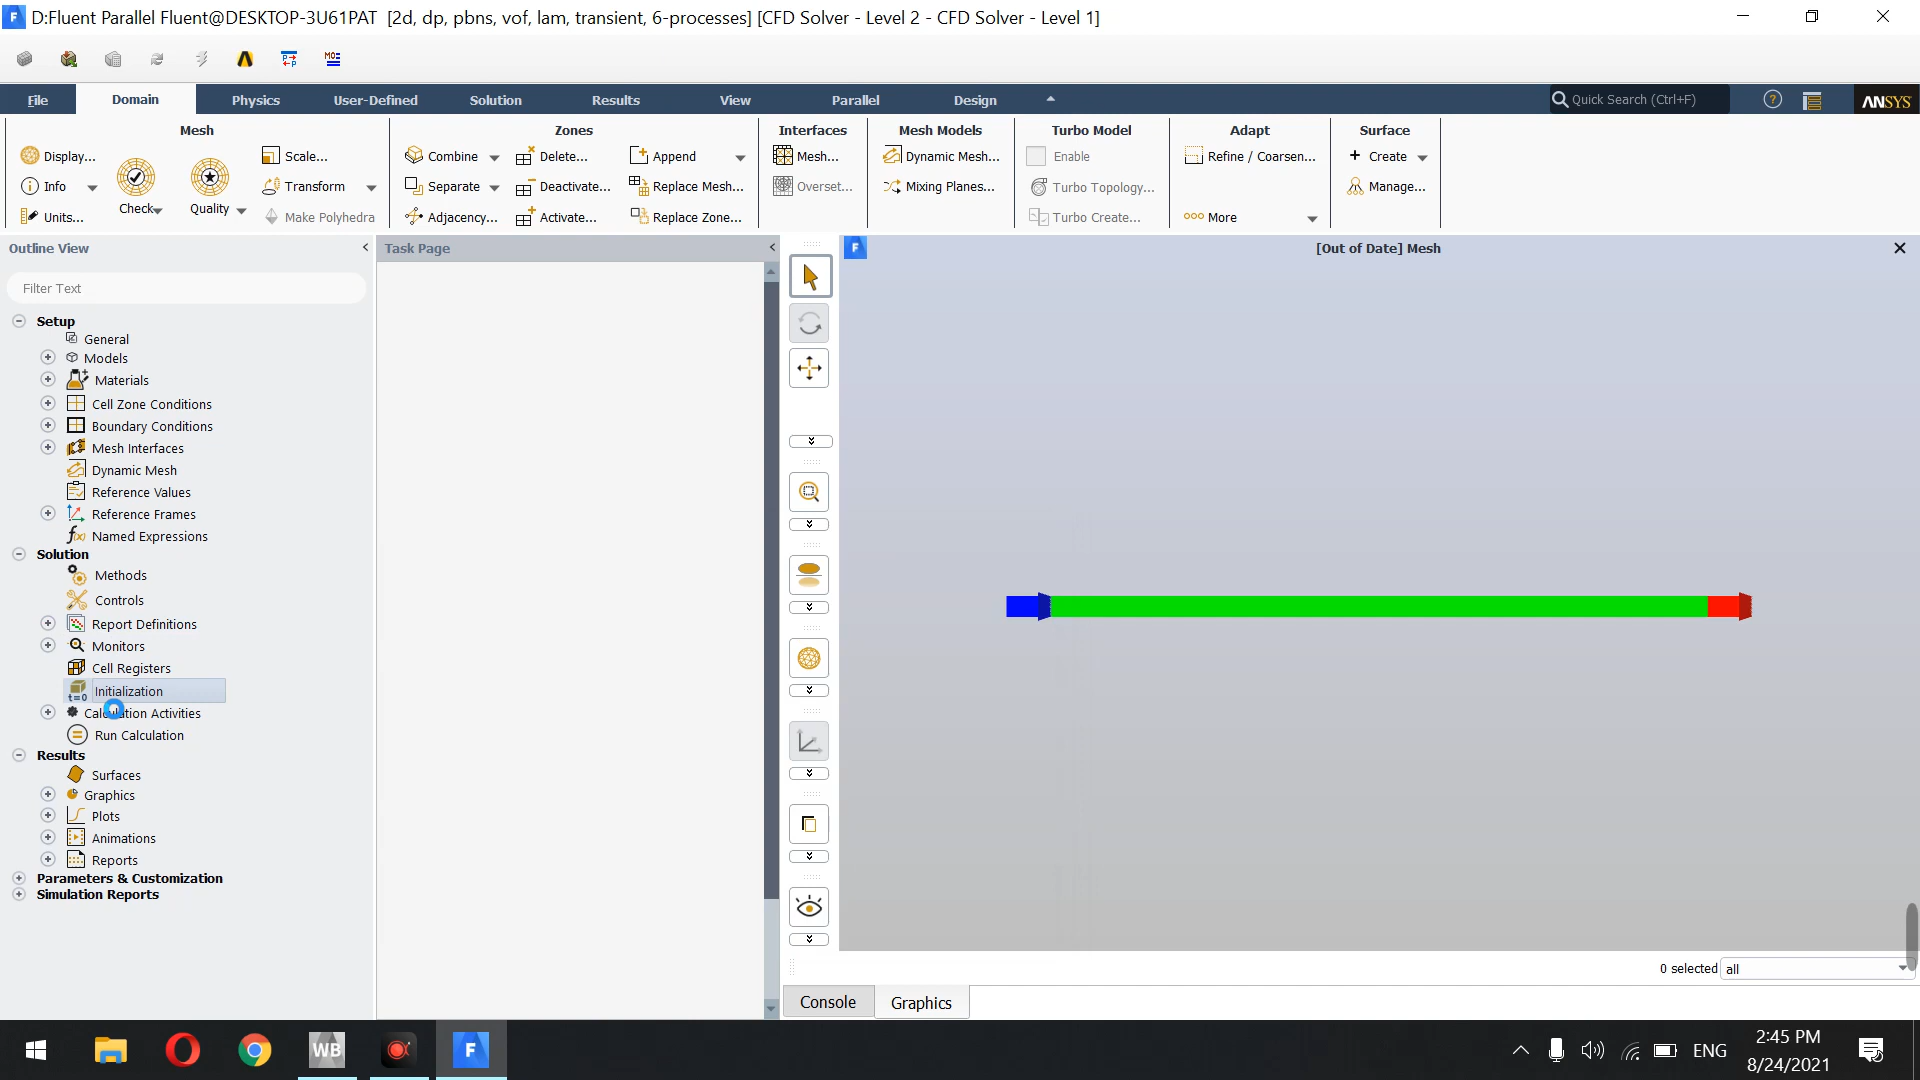 D:Fluent Parallel Fluent@DESKTOP-3U61PAT [2d, dp, pbns, vof, lam, transient, 6-processes] [CFD Solver - Level 2 - CFD Solver - Level 1]
File Domain Physics User-Defined Solution Results View Parallel Design Quick Search (Ctrl+F) ANSYS
Mesh Zones Interfaces Mesh Models Turbo Model Adapt Surface
Display... Scale... Combine Delete... Append Mesh... Dynamic Mesh... Enable Refine / Coarsen... Create
Info Transform Separate Deactivate... Replace Mesh... Overset... Mixing Planes... Turbo Topology... Manage...
Check Quality
Units... Make Polyhedra Adjacency... Activate... Replace Zone... Turbo Create... More
Outline View Task Page [Out of Date] Mesh
Filter Text
Setup
General
Models
Materials
Cell Zone Conditions
Boundary Conditions
Mesh Interfaces
Dynamic Mesh
Reference Values
Reference Frames
Named Expressions
Solution
Methods
Controls
Report Definitions
Monitors
Cell Registers
Initialization
Calculation Activities
Run Calculation
Results
Surfaces
Graphics
Plots
Animations
Reports
Parameters & Customization
Simulation Reports
0 selected all
Console Graphics
WB
ENG
2:45 PM
8/24/2021